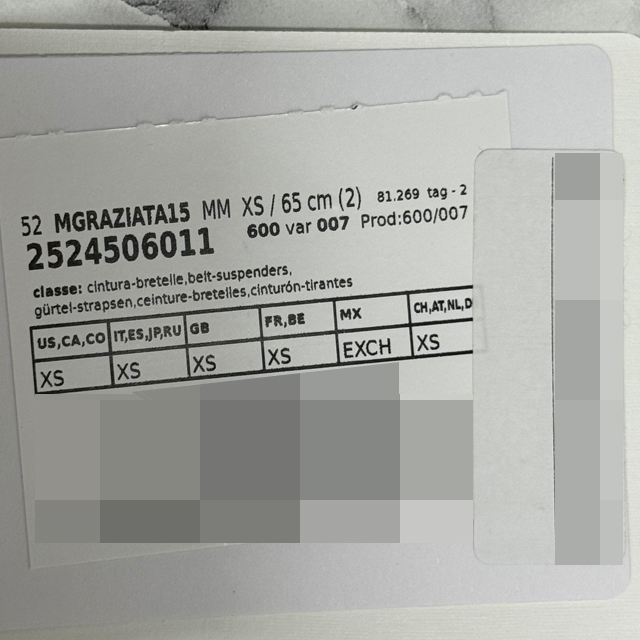 52 MGRAZIATA15 MM XS / 65 cm (2) 81.269 tag - 2
2524506011 600 var 007 Prod:600/007
classe: cintura-bretelle,belt-suspenders,
gürtel-strapsen,ceinture-bretelles,cinturón-tirantes
US,CA,CO IT,ES,JP,RU GB FR,BE MX CH,AT,NL,D
XS XS XS XS EXCH XS